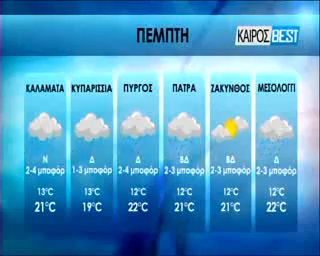 ΠΕΜΠΤΗ
ΚΑΙΡΟΣ BEST
ΚΑΛΑΜΑΤΑ ΚΥΠΑΡΙΣΣΙΑ ΠΥΡΓΟΣ ΠΑΤΡΑ ΖΑΚΥΝΘΟΣ ΜΕΣΟΛΟΓΓΙ
Ν Δ Δ ΒΔ ΒΔ Δ
2-4 μποφόρ 1-3 μποφόρ 2-4 μποφόρ 2-3 μποφόρ 2-3 μποφόρ 2-3 μποφόρ
13°C 13°C 12°C 12°C 12°C 12°C
21°C 19°C 22°C 21°C 21°C 22°C